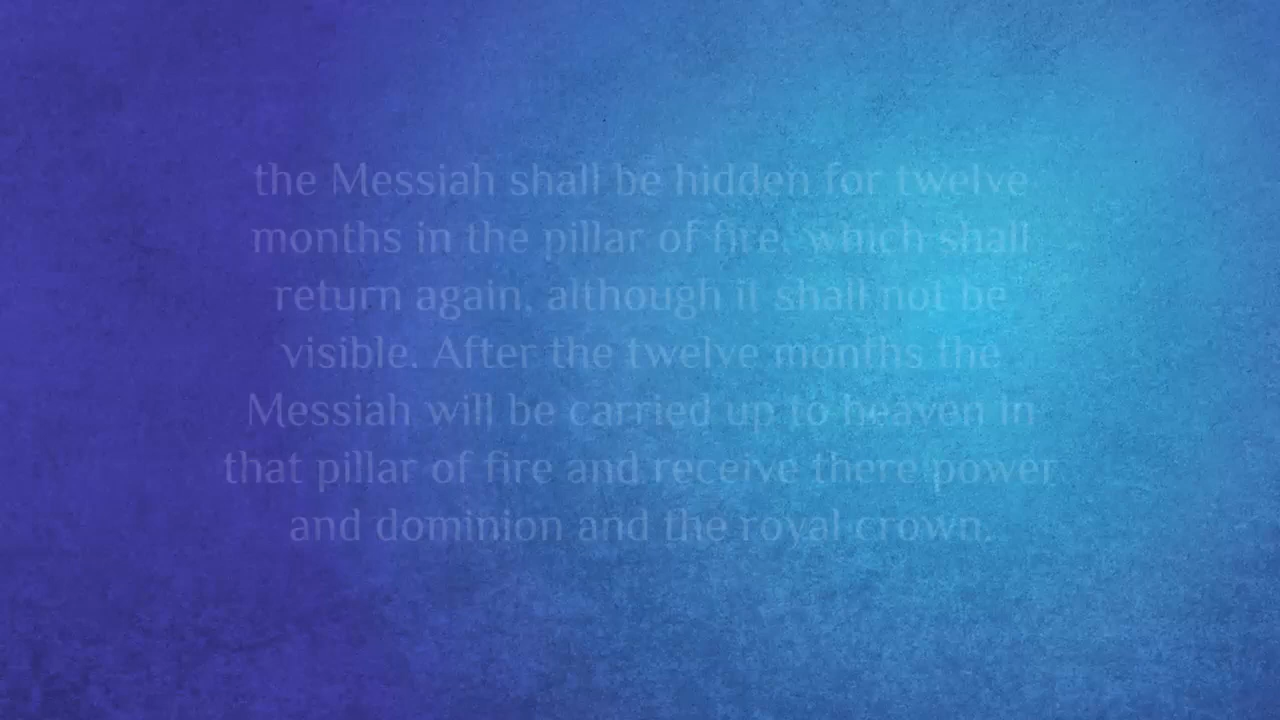 the Messiah shall be hidden for twelve
months in the pillar of fire, which shall
return again, although it shall not be
visible. After the twelve months the
Messiah will be carried up to heaven in
that pillar of fire and receive there power
and dominion and the royal crown.